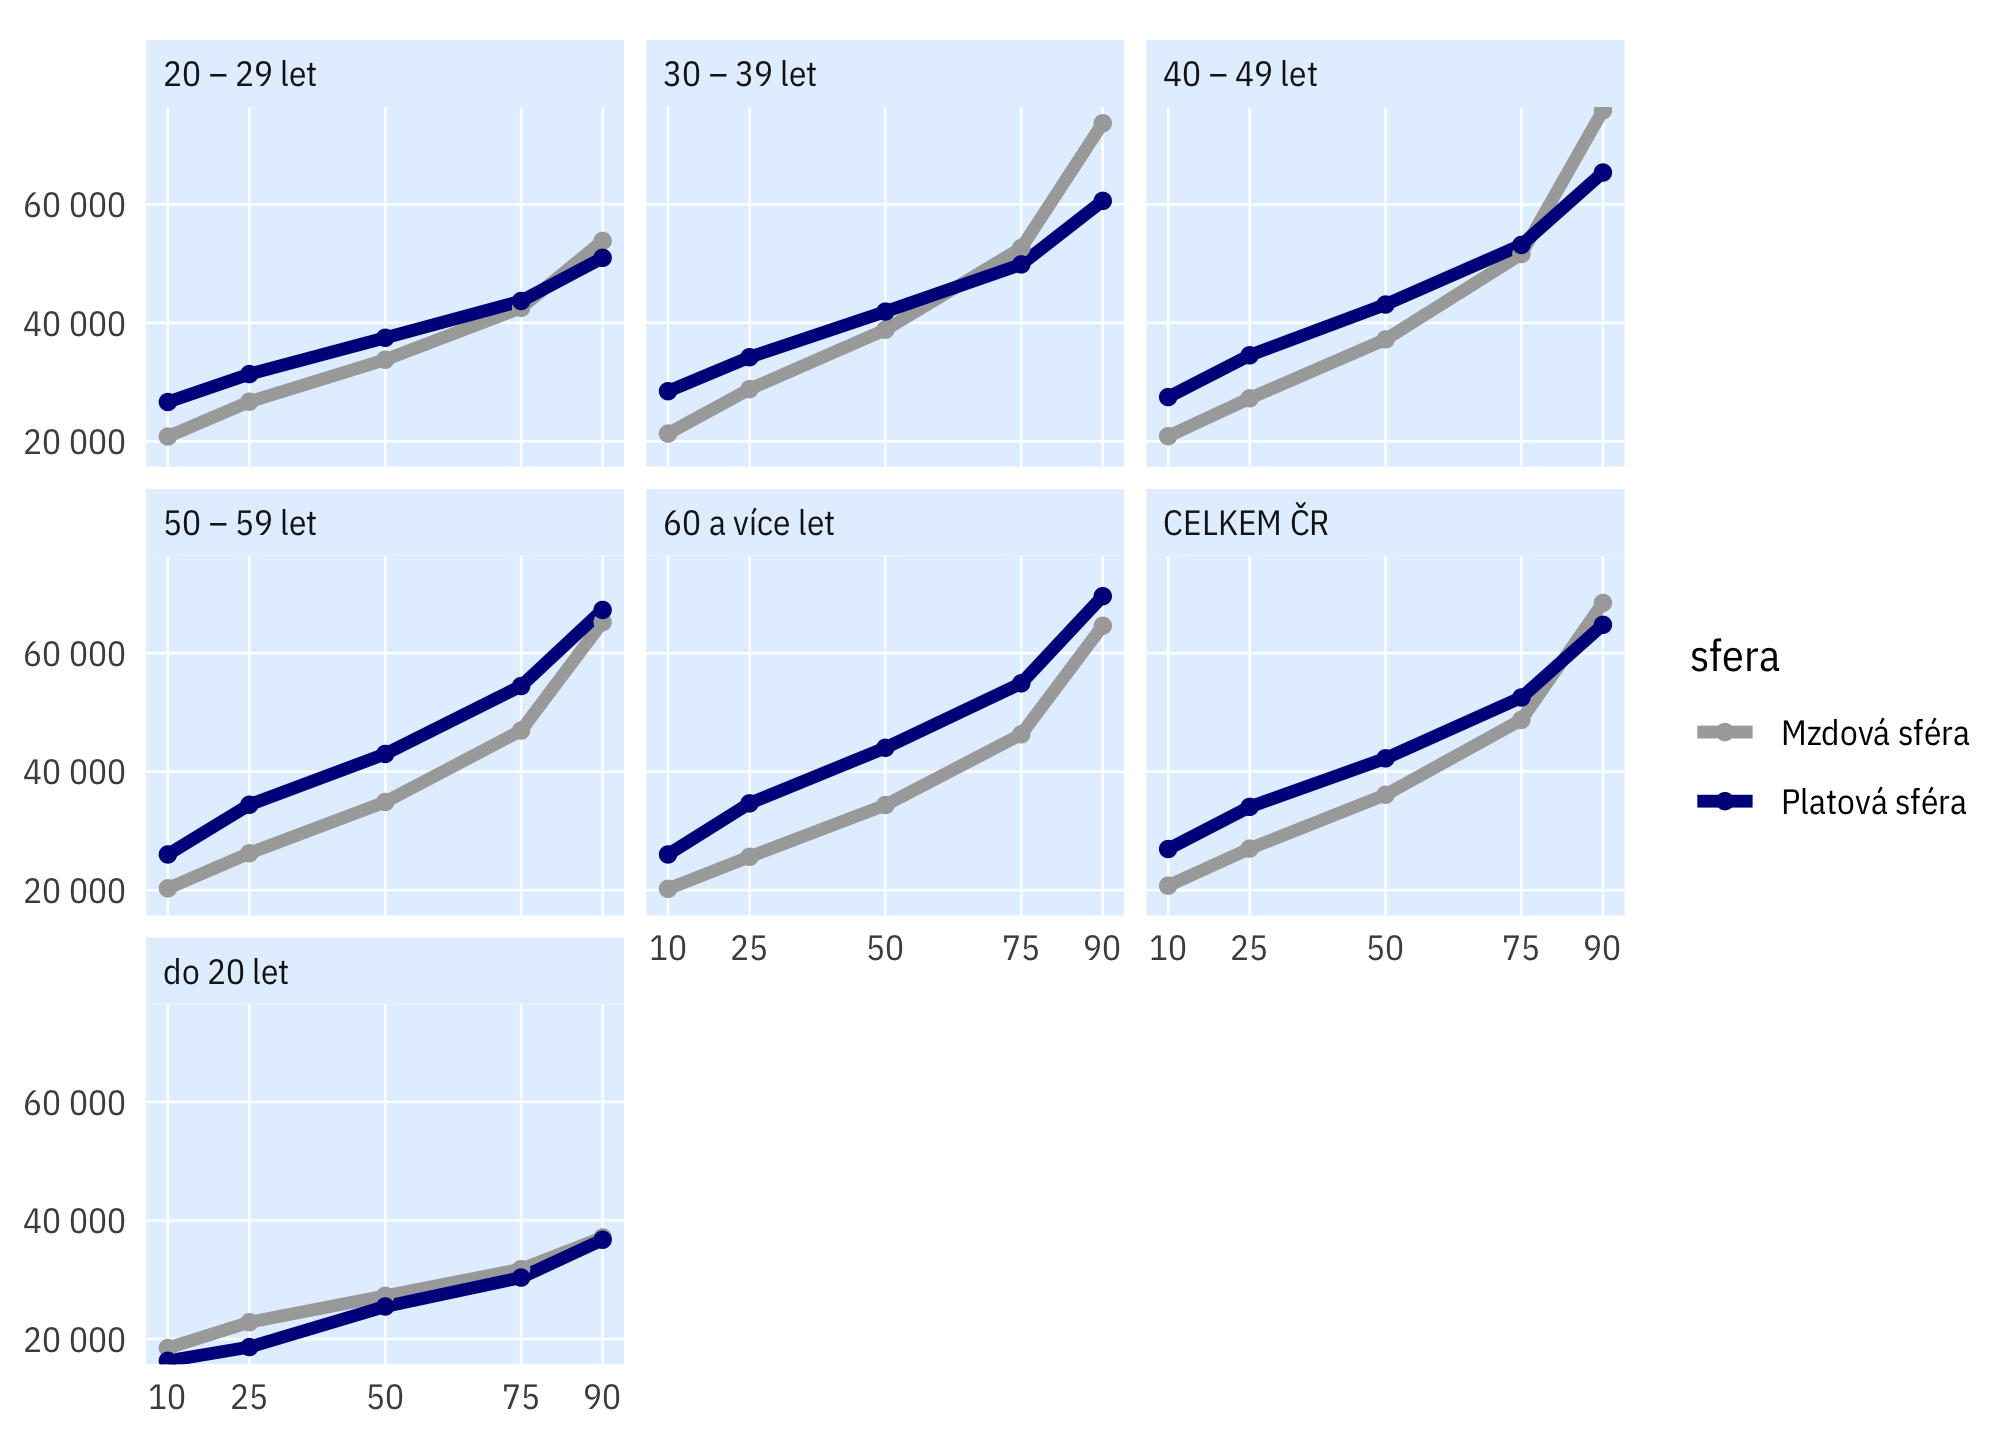 20 – 29 let
30 – 39 let
40 – 49 let
60 000
40 000
20 000
50 – 59 let
60 a více let
CELKEM ČR
60 000
40 000
20 000
10 25 50 75 90
10 25 50 75 90
do 20 let
60 000
40 000
20 000
10 25 50 75 90
sfera
Mzdová sféra
Platová sféra